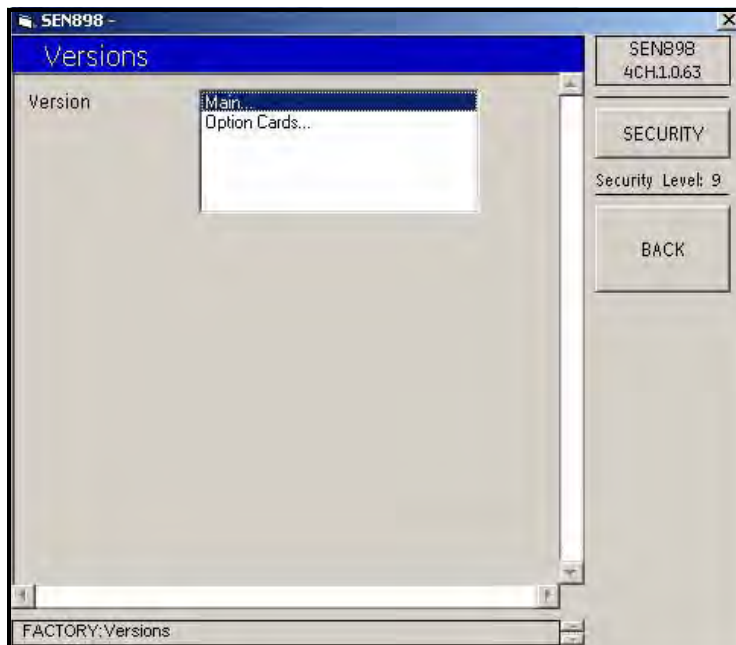 SEN898 -
Versions
Version
Main...
Option Cards...
SEN898
4CH.1.0.63
SECURITY
Security Level: 9
BACK
FACTORY:Versions